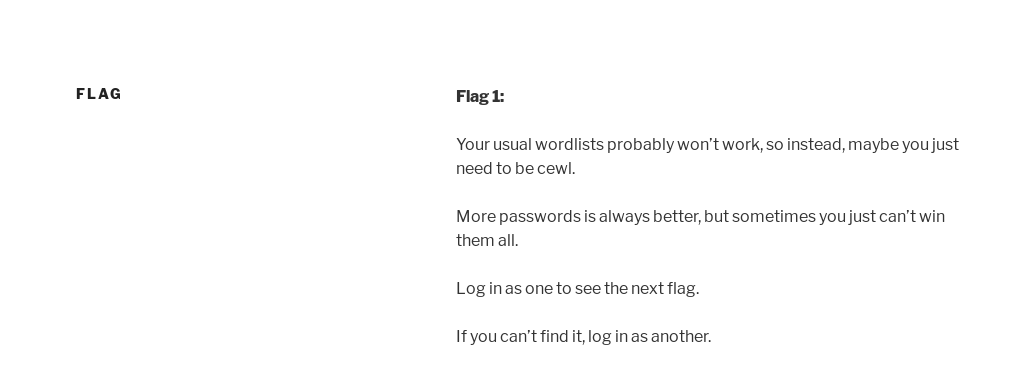 FLAG
Flag 1:
Your usual wordlists probably won’t work, so instead, maybe you just
need to be cewl.
More passwords is always better, but sometimes you just can’t win
them all.
Log in as one to see the next flag.
If you can’t find it, log in as another.